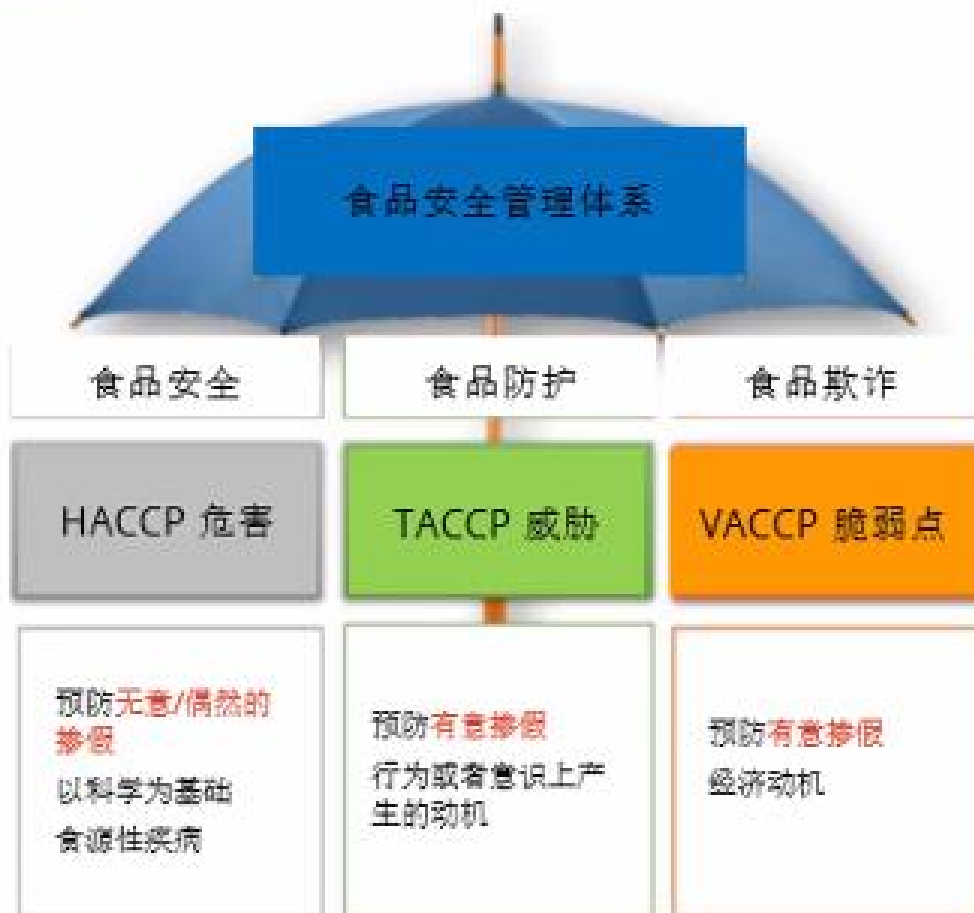 食品安全管理体系
食品安全
食品防护
食品欺诈
HACCP 危害
TACCP 威胁
VACCP 脆弱点
预防无意/偶然的
掺假
以科学为基础
食源性疾病
预防有意掺假
行为或者意识上产
生的动机
预防有意掺假
经济动机